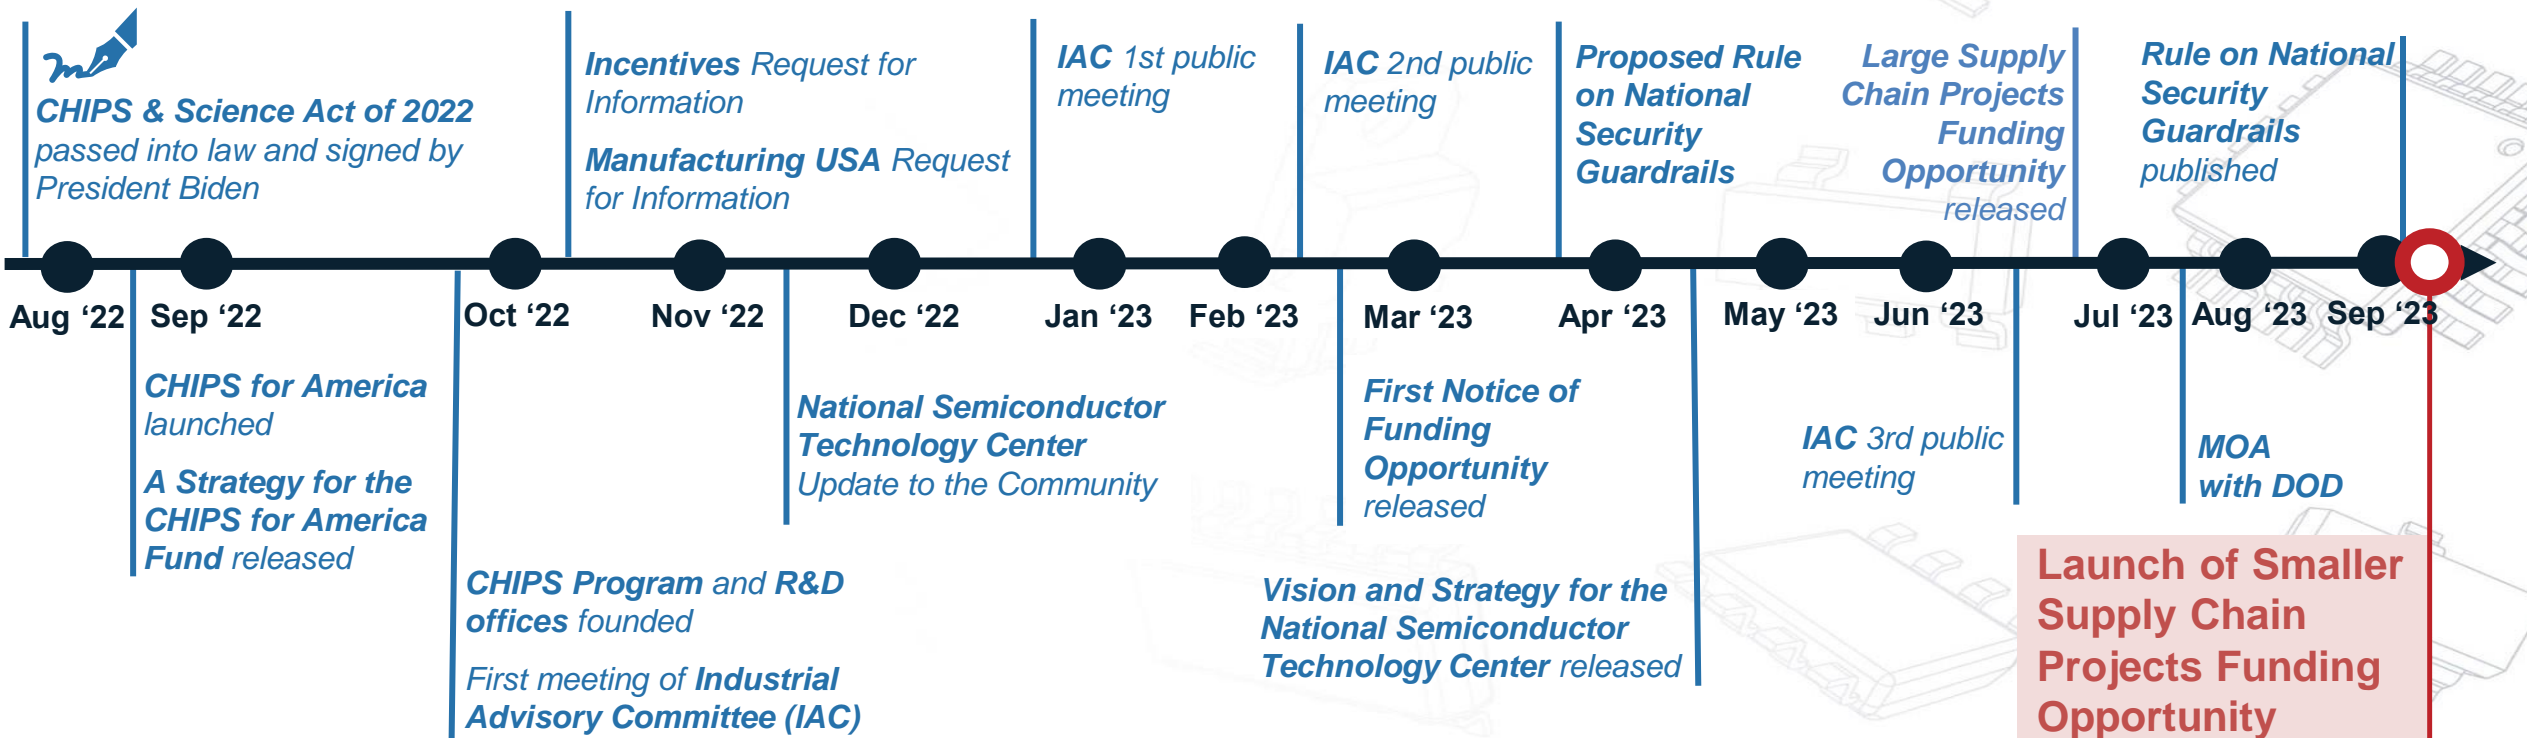 CHIPS & Science Act of 2022
passed into law and signed by
President Biden
Incentives Request for
Information
Manufacturing USA Request
for Information
IAC 1st public
meeting
IAC 2nd public
meeting
Proposed Rule
on National
Security
Guardrails
Large Supply
Chain Projects
Funding
Opportunity
released
Rule on National
Security
Guardrails
published
Aug ‘22
Sep ‘22
Oct ‘22
Nov ‘22
Dec ‘22
Jan ‘23
Feb ‘23
Mar ‘23
Apr ‘23
May ‘23
Jun ‘23
Jul ‘23
Aug ‘23
Sep ‘23
CHIPS for America
launched
A Strategy for the
CHIPS for America
Fund released
CHIPS Program and R&D
offices founded
First meeting of Industrial
Advisory Committee (IAC)
National Semiconductor
Technology Center
Update to the Community
First Notice of
Funding
Opportunity
released
Vision and Strategy for the
National Semiconductor
Technology Center released
IAC 3rd public
meeting
MOA
with DOD
Launch of Smaller
Supply Chain
Projects Funding
Opportunity